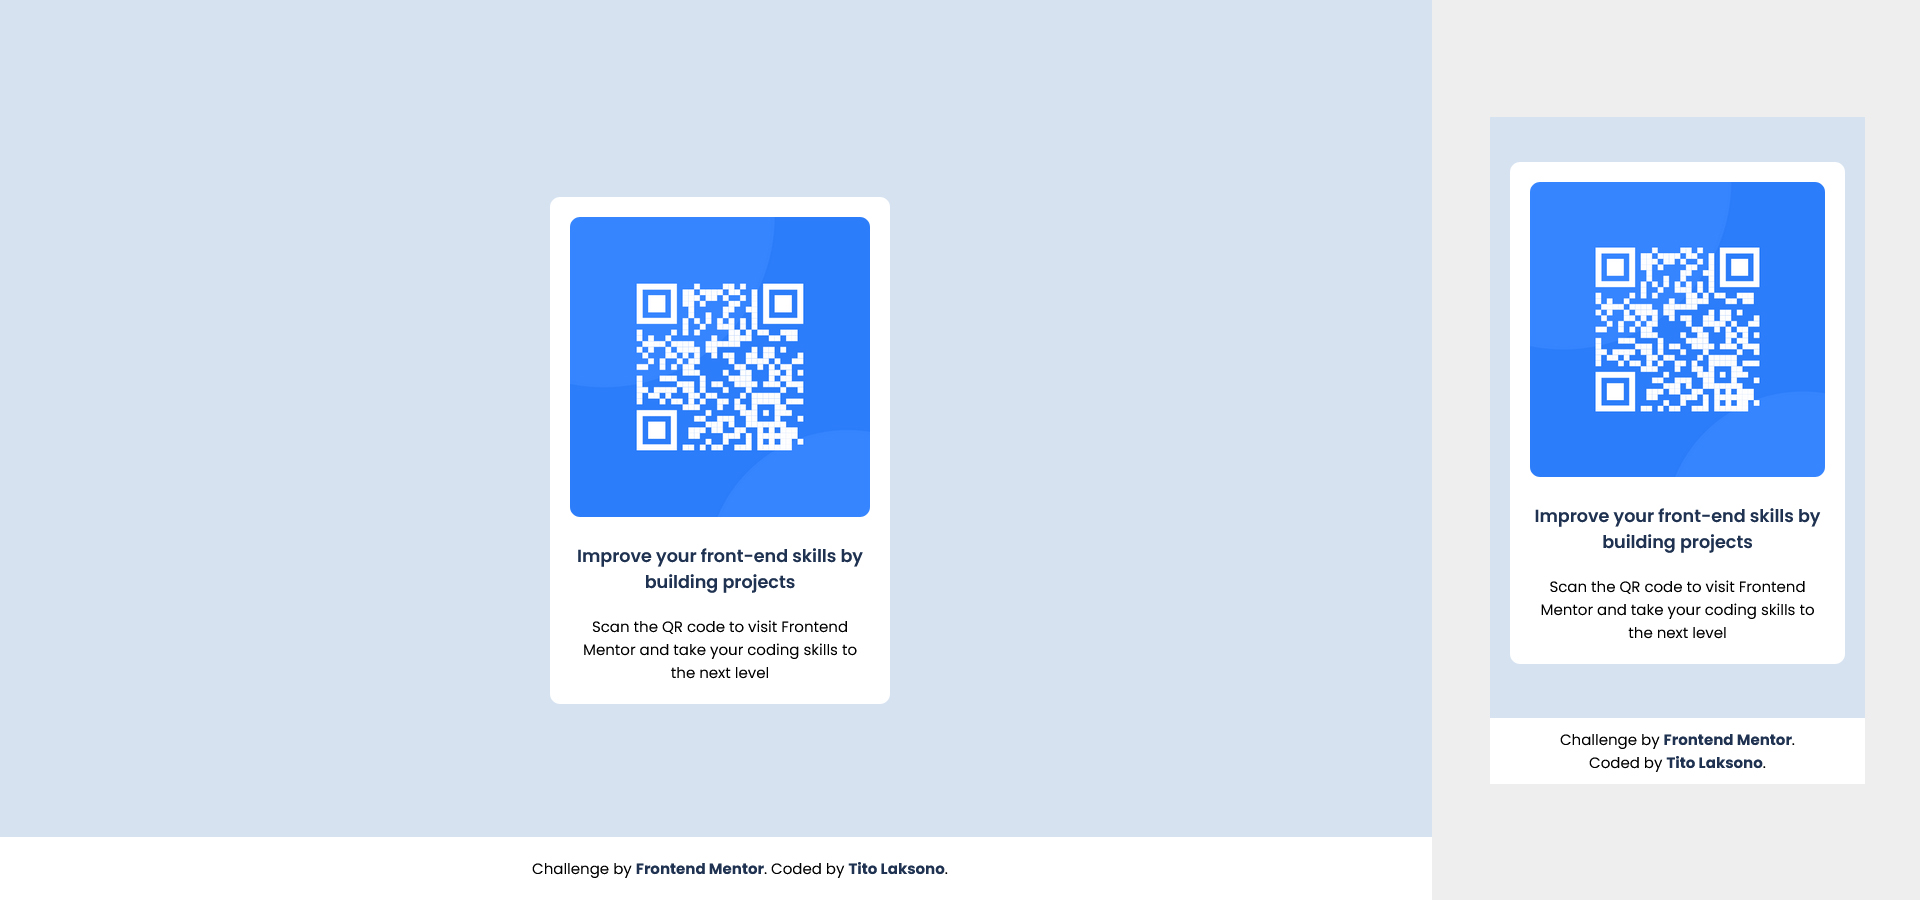 Improve your front-end skills by
building projects
Scan the QR code to visit Frontend
Mentor and take your coding skills to
the next level
Challenge by Frontend Mentor. Coded by Tito Laksono.
Improve your front-end skills by
building projects
Scan the QR code to visit Frontend
Mentor and take your coding skills to
the next level
Challenge by Frontend Mentor.
Coded by Tito Laksono.